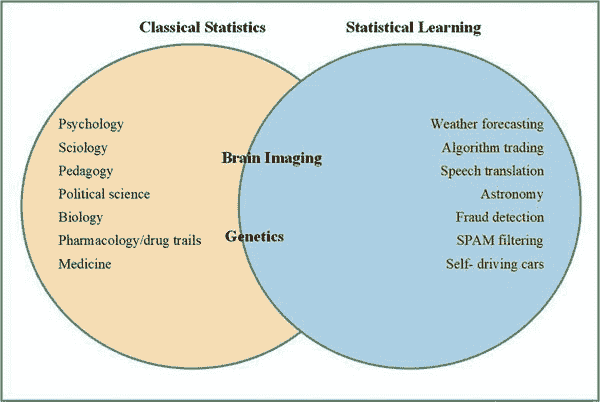 Classical Statistics
Statistical Learning
Psychology
Sciology
Pedagogy
Political science
Biology
Pharmacology/drug trails
Medicine
Brain Imaging
Genetics
Weather forecasting
Algorithm trading
Speech translation
Astronomy
Fraud detection
SPAM filtering
Self- driving cars